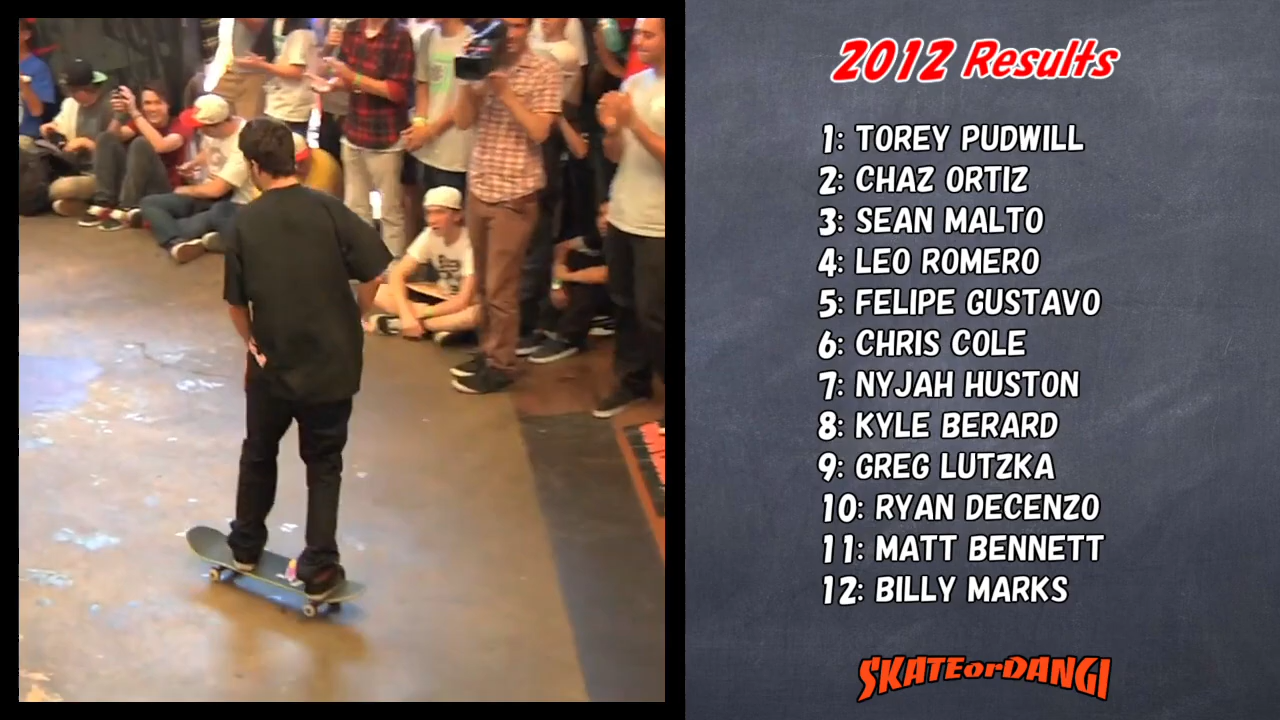 2012 Results
1: TOREY PUDWILL
2: CHAZ ORTIZ
3: SEAN MALTO
4: LEO ROMERO
5: FELIPE GUSTAVO
6: CHRIS COLE
7: NYJAH HUSTON
8: KYLE BERARD
9: GREG LUTZKA
10: RYAN DECENZO
11: MATT BENNETT
12: BILLY MARKS
SKATEorDANGI